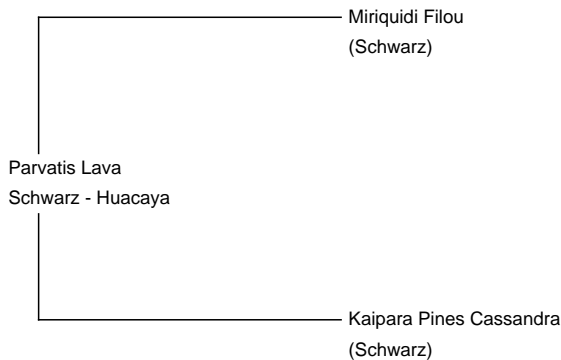 Miriquidi Filou
(Schwarz)
Parvatis Lava
Schwarz - Huacaya
Kaipara Pines Cassandra
(Schwarz)